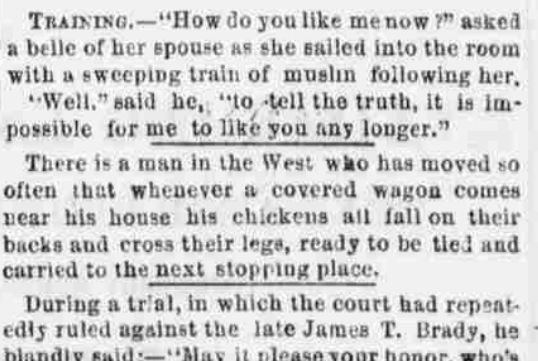 TRAINING.—"How do you like me now?" asked
a belle of her spouse as she sailed into the room
with a sweeping train of muslin following her.
"Well," said he, "to tell the truth, it is im-
possible for me to like you any longer."
There is a man in the West who has moved so
often that whenever a covered wagon comes
near his house his chickens all fall on their
backs and cross their legs, ready to be tied and
carried to the next stopping place.
During a trial, in which the court had repeat-
edly ruled against the late James T. Brady, he
blandly said:—"May it please your honor, who's